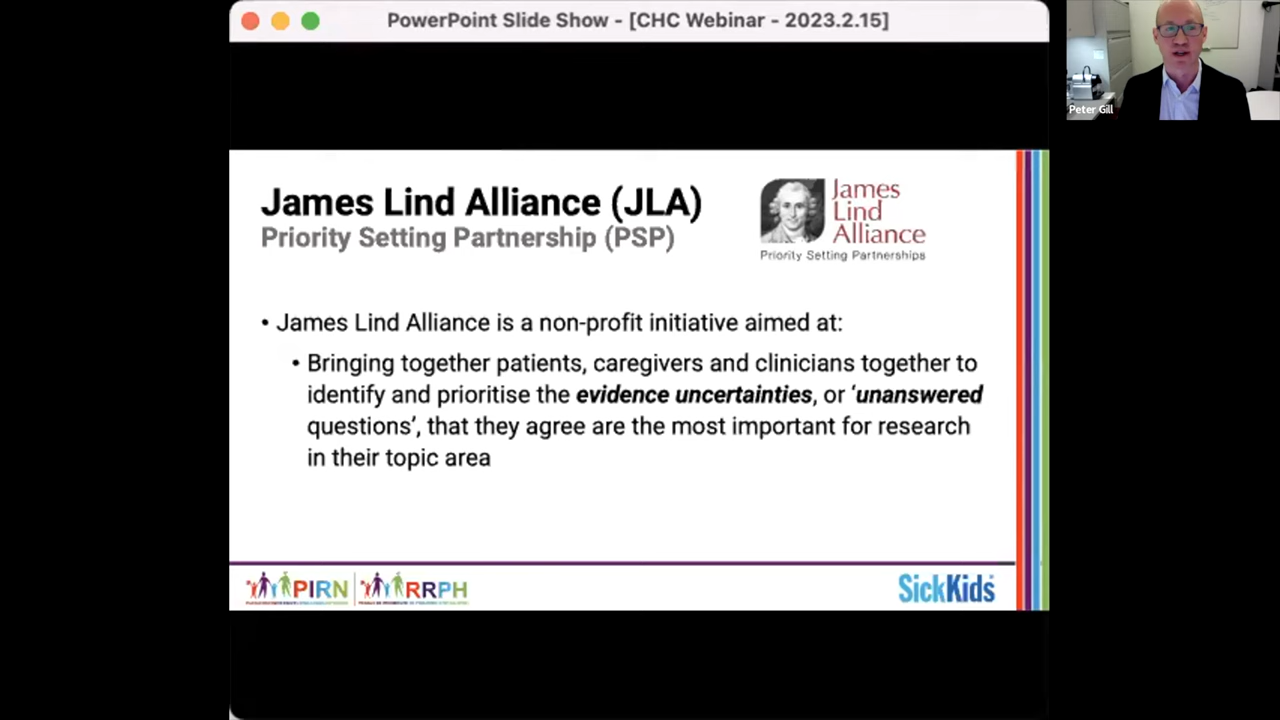 PowerPoint Slide Show - [CHC Webinar - 2023.2.15]
Peter Gill
James Lind Alliance (JLA)
Priority Setting Partnership (PSP)
James
Lind
Alliance
Priority Setting Partnerships
• James Lind Alliance is a non-profit initiative aimed at:
• Bringing together patients, caregivers and clinicians together to
identify and prioritise the evidence uncertainties, or ‘unanswered
questions’, that they agree are the most important for research
in their topic area
PIRN
RRPH
SickKids